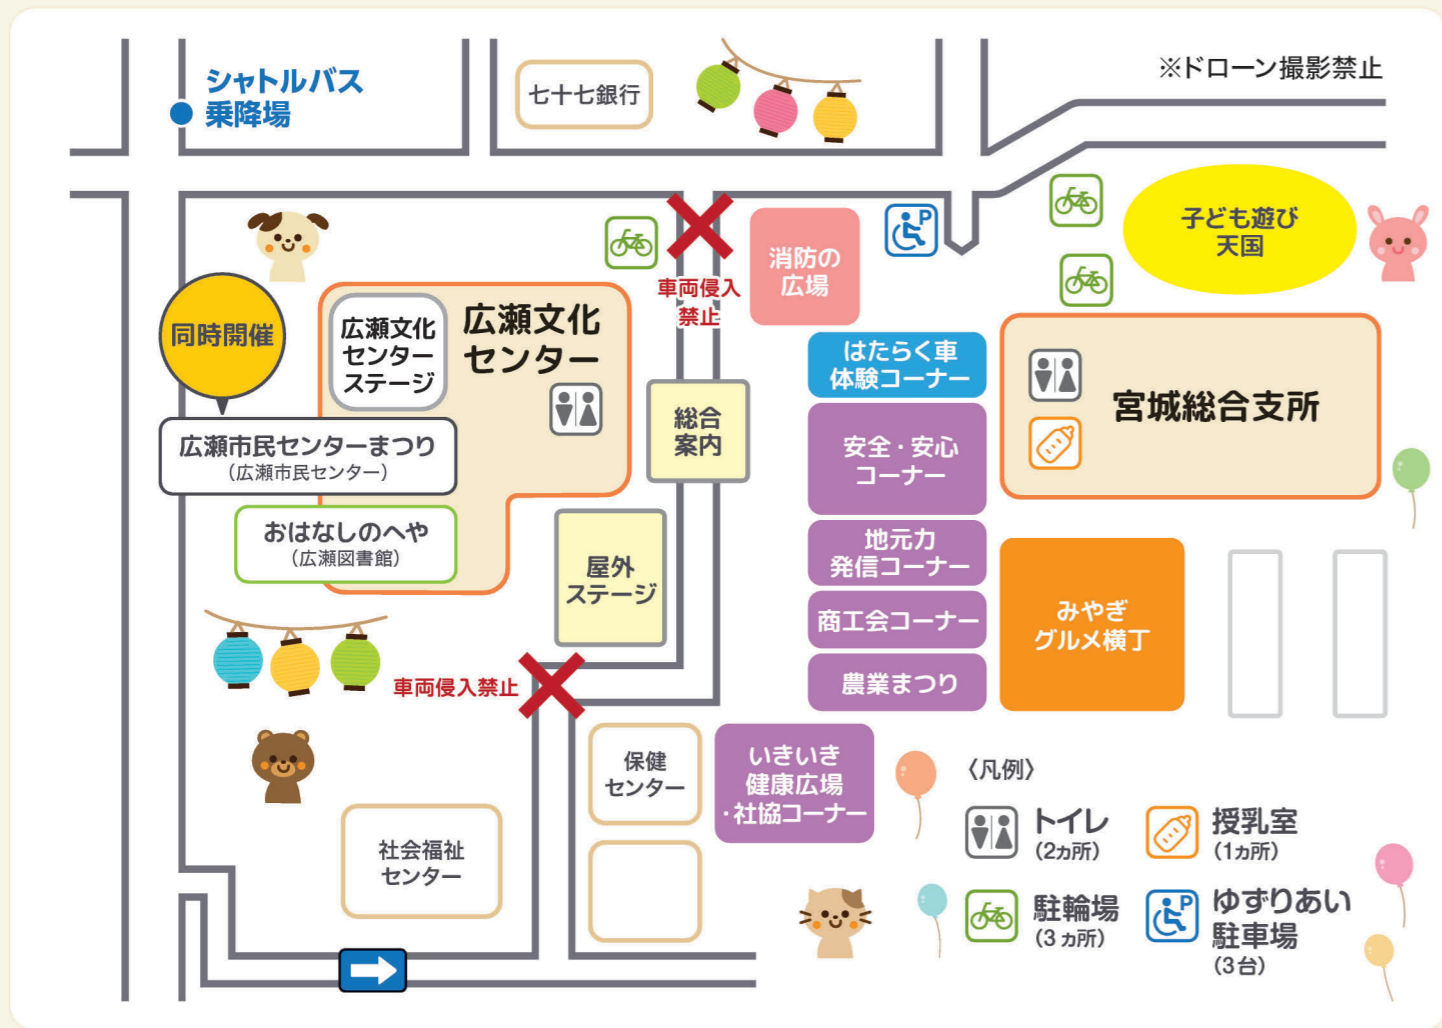 シャトルバス
乗降場
七十七銀行
※ドローン撮影禁止
子ども遊び
天国
P
消防の
広場
車両侵入
禁止
同時開催
広瀬文化
センター
ステージ
広瀬文化
センター
はたらく車
体験コーナー
宮城総合支所
総合
案内
広瀬市民センターまつり
(広瀬市民センター)
安全・安心
コーナー
おはなしのへや
(広瀬図書館)
屋外
ステージ
地元力
発信コーナー
商工会コーナー
みやぎ
グルメ横丁
農業まつり
車両侵入禁止
保健
センター
いきいき
健康広場
・社協コーナー
社会福祉
センター
〈凡例〉
トイレ
(2ヵ所)
授乳室
(1ヵ所)
駐輪場
(3ヵ所)
P
ゆずりあい
駐車場
(3台)